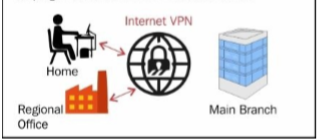 Internet VPN
Home
Regional
Office
Main Branch